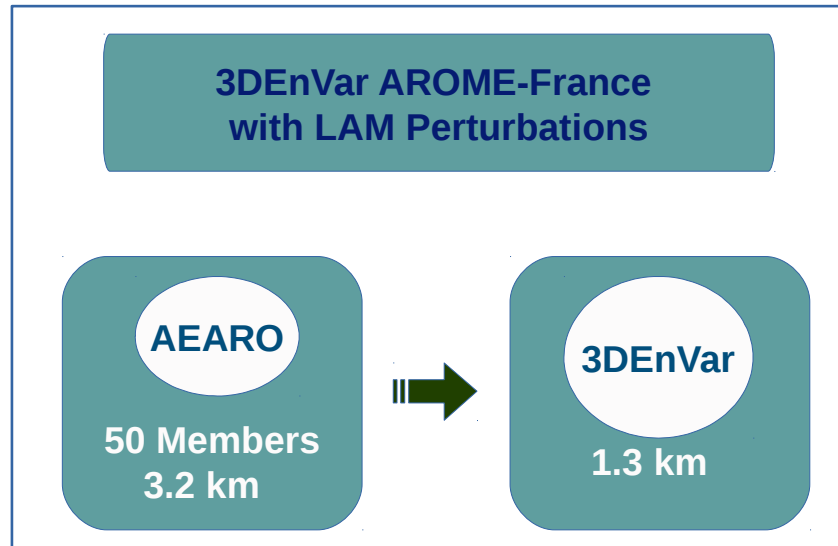 3DEnVar AROME-France
with LAM Perturbations
AEARO
50 Members
3.2 km
3DEnVar
1.3 km